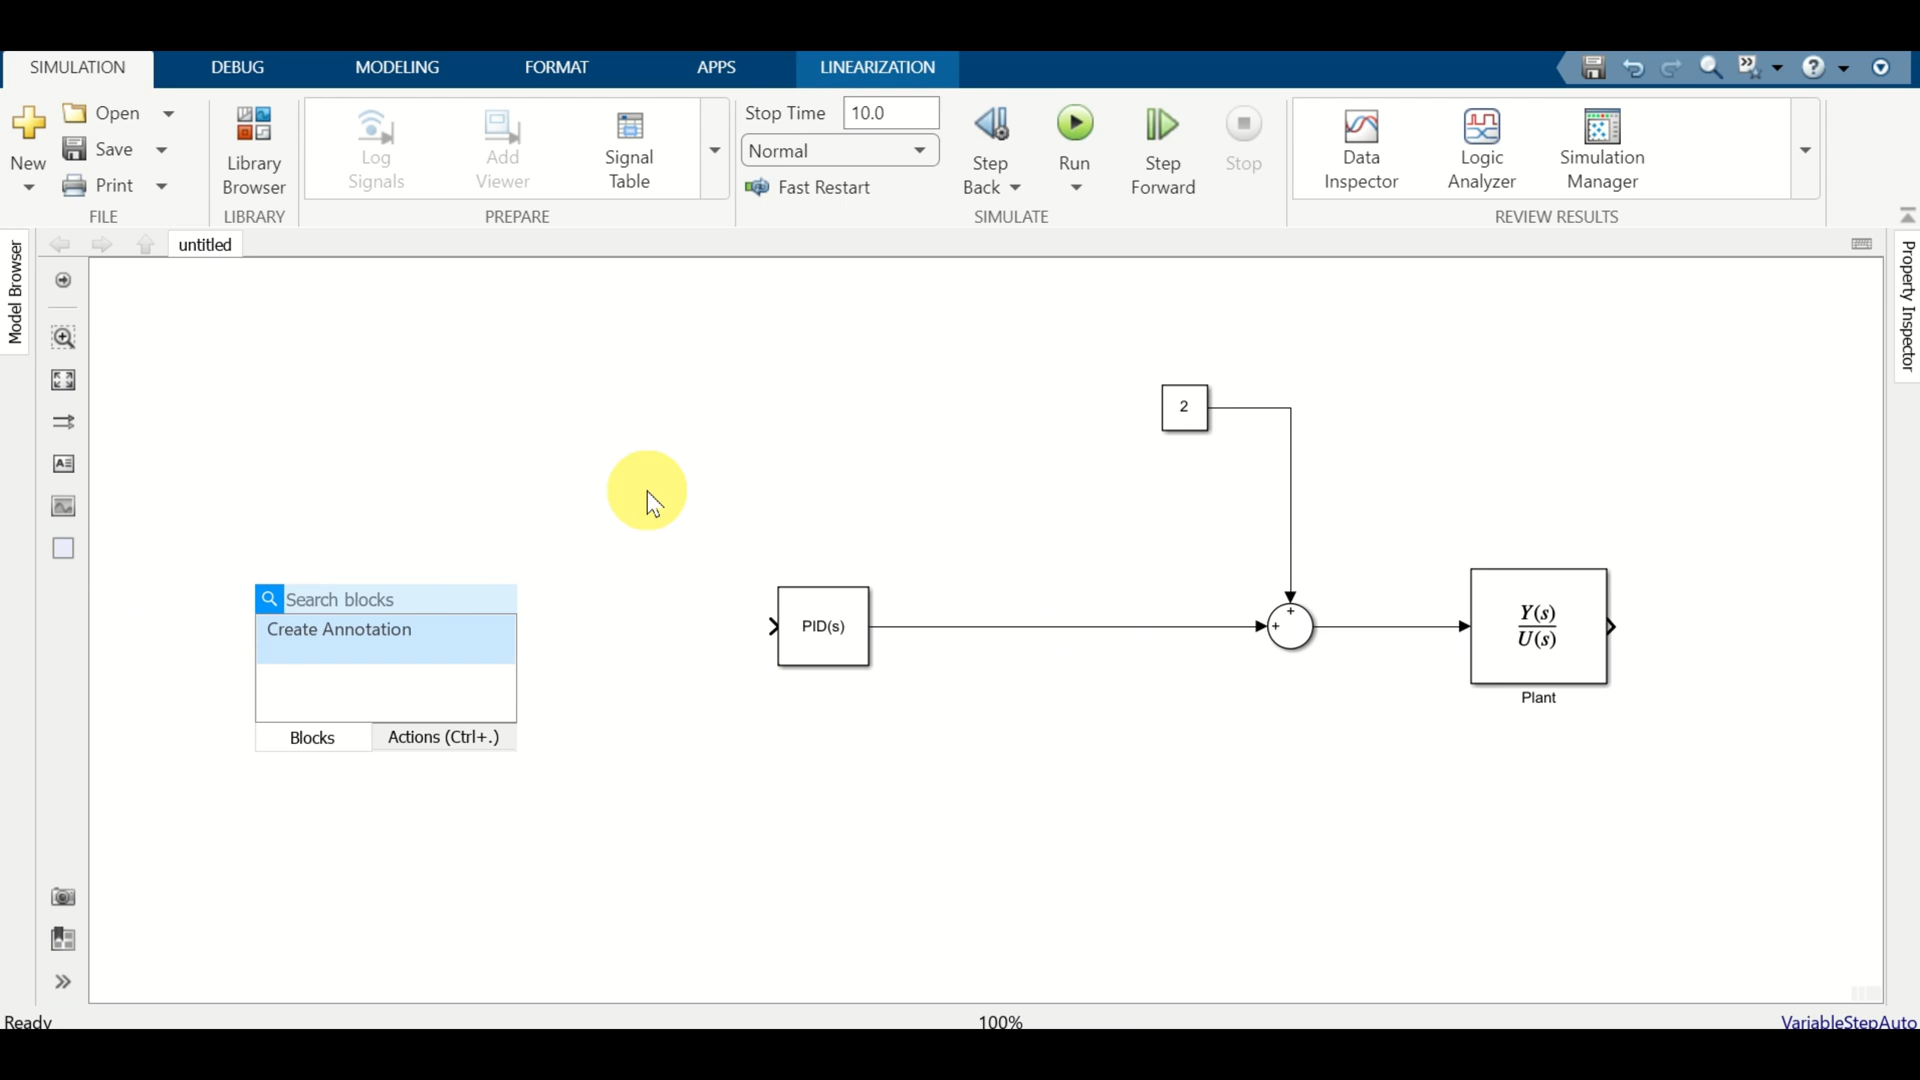 SIMULATION DEBUG MODELING FORMAT APPS LINEARIZATION
New
Open
Save
Print
FILE
Library
Browser
LIBRARY
Log
Signals
Add
Viewer
Signal
Table
PREPARE
Stop Time 10.0
Normal
Fast Restart
Step
Back
Run
Step
Forward
Stop
SIMULATE
Data
Inspector
Logic
Analyzer
Simulation
Manager
REVIEW RESULTS
Model Browser
untitled
Property Inspector
2
Search blocks
Create Annotation
Blocks Actions (Ctrl+.)
PID(s)
+
+
Y(s)
U(s)
Plant
Ready 100% VariableStepAuto